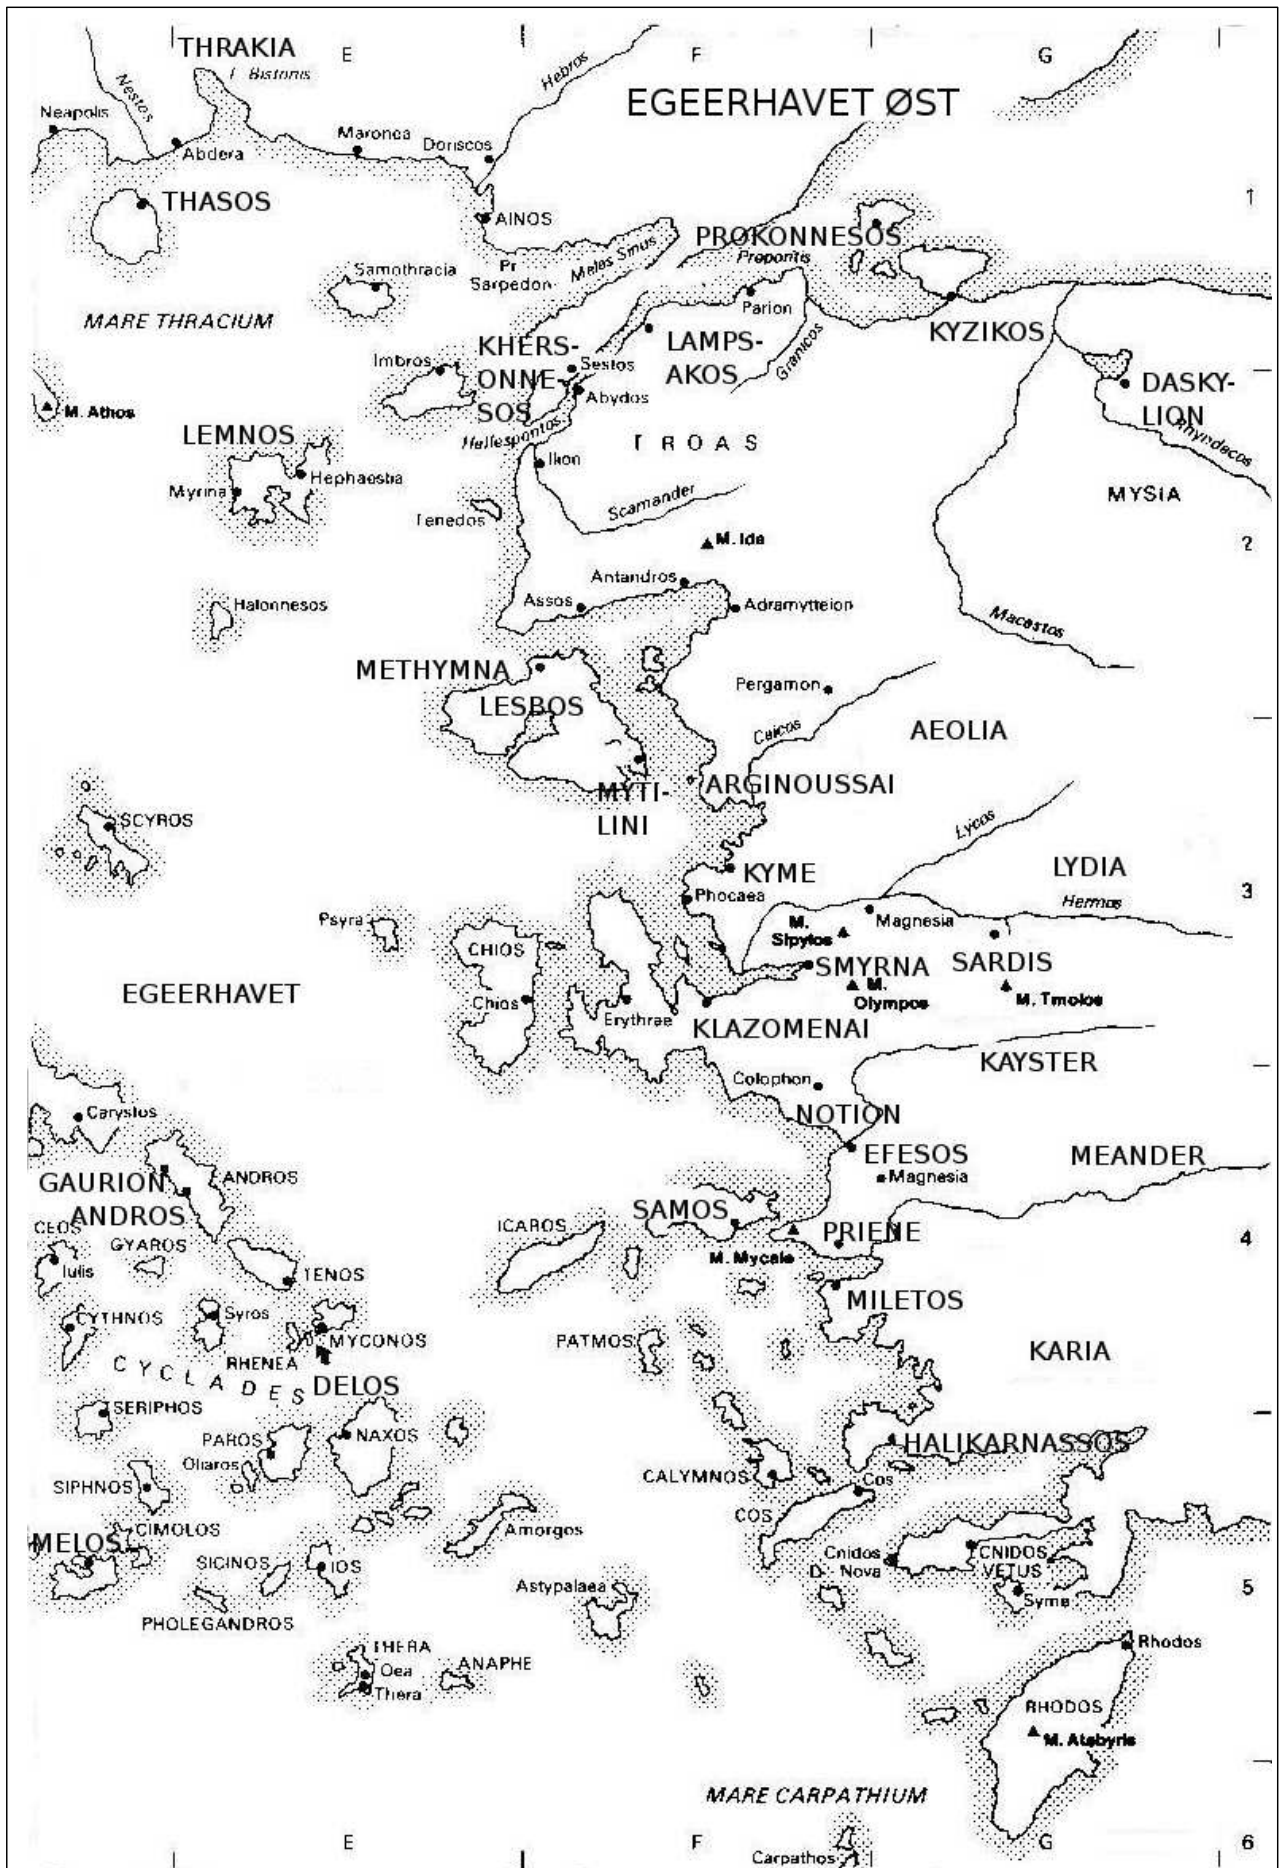 THRAKIA
E
F
G
L. Bistonis
Nestos
Hebros
EGEERHAVET ØST
Neapolis
Abdera
Maronea
Doriscos
THASOS
AINOS
1
PROKONNESOS
Propontis
Melas Sinus
Pr
Sarpedon
Samothracia
MARE THRACIUM
Parion
KYZIKOS
LAMPS-
AKOS
Granicos
KHERS-
ONNE-
SOS
Sestos
Abydos
Imbros
M. Athos
DASKY-
LION
Rhyndacos
Hellespontos
TROAS
LEMNOS
Ilion
Hephaestia
Myrina
Scamander
MYSIA
Tenedos
M. Ida
2
Antandros
Assos
Adramytteion
Halonnesos
Macestos
METHYMNA
LESBOS
Pergamon
Caicos
AEOLIA
ARGINOUSSAI
MYTI-
LINI
SCYROS
Lycos
KYME
LYDIA
Phocaea
3
Hermos
Psyra
M.
Sipylos
Magnesia
CHIOS
SMYRNA
SARDIS
EGEERHAVET
M.
Olympos
M. Tmolos
Chios
Erythrae
KLAZOMENAI
KAYSTER
Colophon
NOTION
Carystos
EFESOS
MEANDER
Magnesia
GAURION
ANDROS
ANDROS
SAMOS
CEOS
ICAROS
PRIENE
4
GYAROS
M. Mycale
Iulis
TENOS
MILETOS
CYTHNOS
Syros
MYCONOS
PATMOS
KARIA
RHENEA
CYCLADES
DELOS
SERIPHOS
PAROS
NAXOS
HALIKARNASSOS
Oliaros
CALYMNOS
Cos
SIPHNOS
COS
CIMOLOS
MELOS
Amorgos
SICINOS
IOS
Cnidos
Nova
CNIDOS
VETUS
Astypalaea
5
Syme
PHOLEGANDROS
THERA
Oea
Thera
ANAPHE
Rhodos
RHODOS
M. Atabyris
MARE CARPATHIUM
E
F
G
6
Carpathos